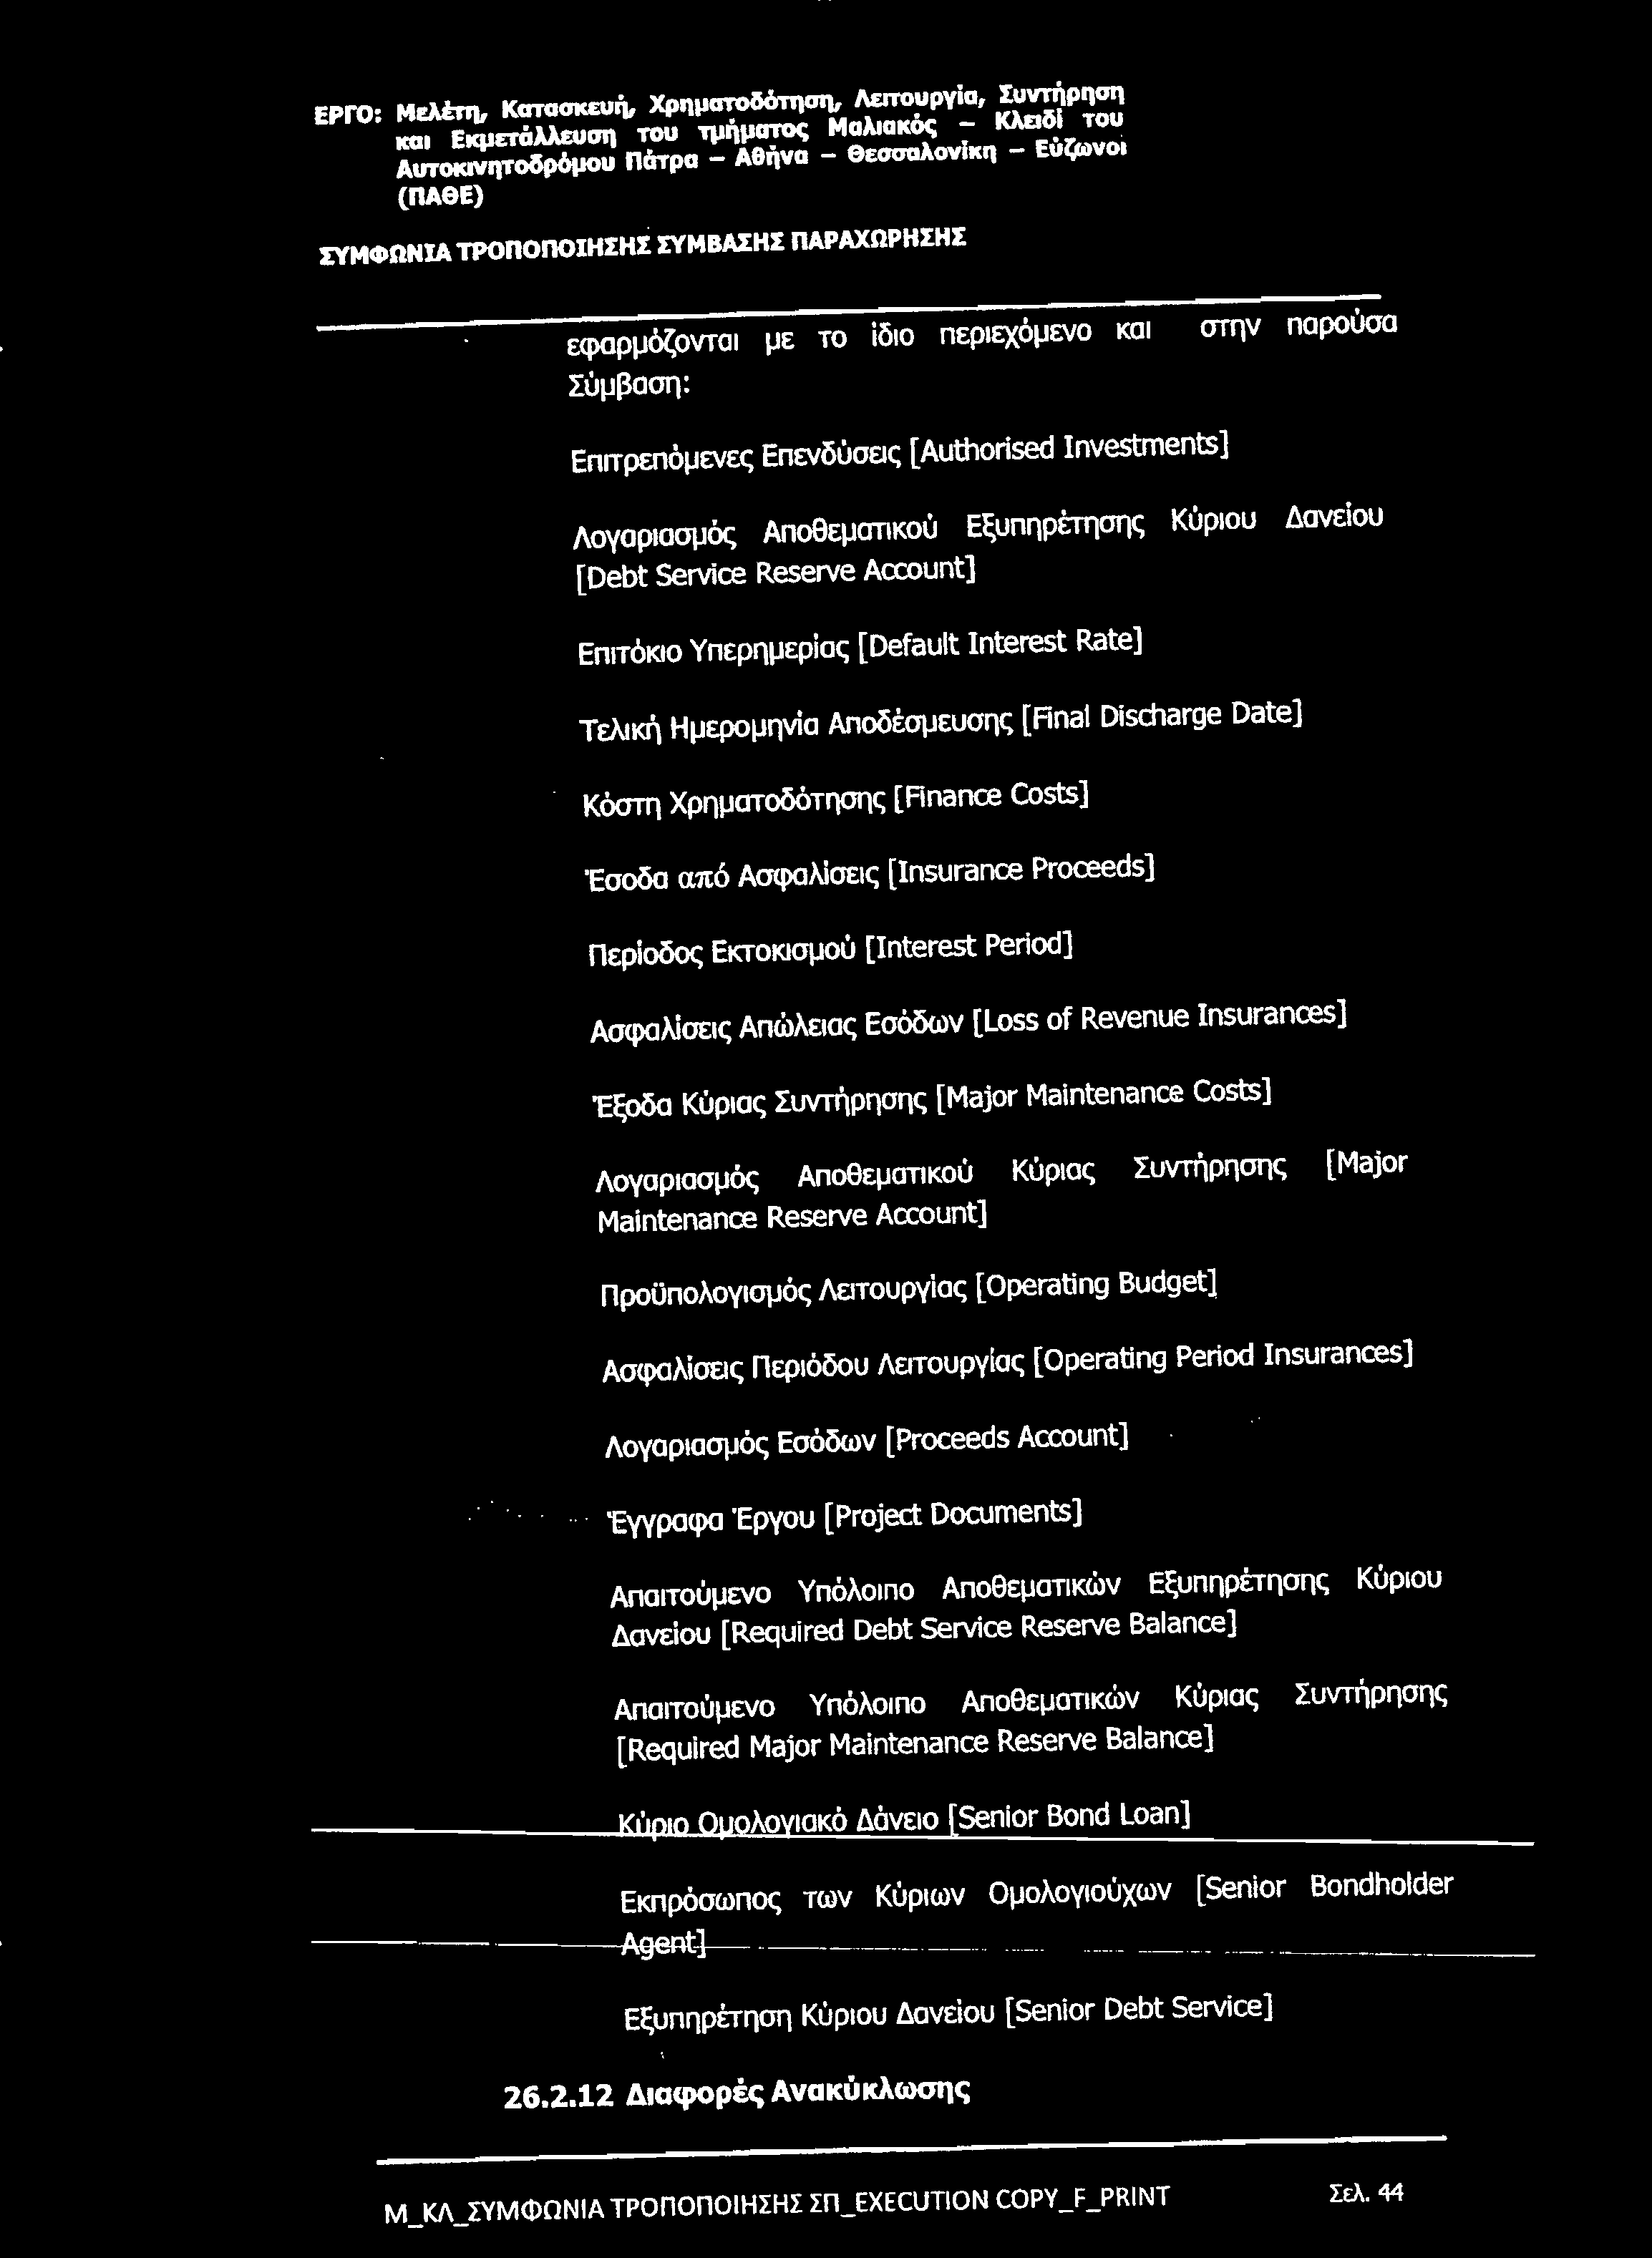 ΕΡΓΟ: Μελέτη, Κατασκευή, Χρηματοδότηση, Λειτουργία, Συντήρηση
και Εκμετάλλευση του τμήματος Μαλιακός – Κλειδί του
Αυτοκινητοδρόμου Πάτρα – Αθήνα – Θεσσαλονίκη – Εύζωνοι
(ΠΑΘΕ)
ΣΥΜΦΩΝΙΑ ΤΡΟΠΟΠΟΙΗΣΗΣ ΣΥΜΒΑΣΗΣ ΠΑΡΑΧΩΡΗΣΗΣ
εφαρμόζονται με το ίδιο περιεχόμενο και στην παρούσα
Σύμβαση:
Επιτρεπόμενες Επενδύσεις [Authorised Investments]
Λογαριασμός Αποθεματικού Εξυπηρέτησης Κύριου Δανείου
[Debt Service Reserve Account]
Επιτόκιο Υπερημερίας [Default Interest Rate]
Τελική Ημερομηνία Αποδέσμευσης [Final Discharge Date]
Κόστη Χρηματοδότησης [Finance Costs]
Έσοδα από Ασφαλίσεις [Insurance Proceeds]
Περίοδος Εκτοκισμού [Interest Period]
Ασφαλίσεις Απώλειας Εσόδων [Loss of Revenue Insurances]
Έξοδα Κύριας Συντήρησης [Major Maintenance Costs]
Λογαριασμός Αποθεματικού Κύριας Συντήρησης [Major
Maintenance Reserve Account]
Προϋπολογισμός Λειτουργίας [Operating Budget]
Ασφαλίσεις Περιόδου Λειτουργίας [Operating Period Insurances]
Λογαριασμός Εσόδων [Proceeds Account]
Έγγραφα Έργου [Project Documents]
Απαιτούμενο Υπόλοιπο Αποθεματικών Εξυπηρέτησης Κύριου
Δανείου [Required Debt Service Reserve Balance]
Απαιτούμενο Υπόλοιπο Αποθεματικών Κύριας Συντήρησης
[Required Major Maintenance Reserve Balance]
Κύριο Ομολογιακό Δάνειο [Senior Bond Loan]
Εκπρόσωπος των Κύριων Ομολογιούχων [Senior Bondholder
Agent]
Εξυπηρέτηση Κύριου Δανείου [Senior Debt Service]
26.2.12 Διαφορές Ανακύκλωσης
Μ_ΚΛ_ΣΥΜΦΩΝΙΑ ΤΡΟΠΟΠΟΙΗΣΗΣ ΣΠ_EXECUTION COPY_F_PRINT Σελ. 44